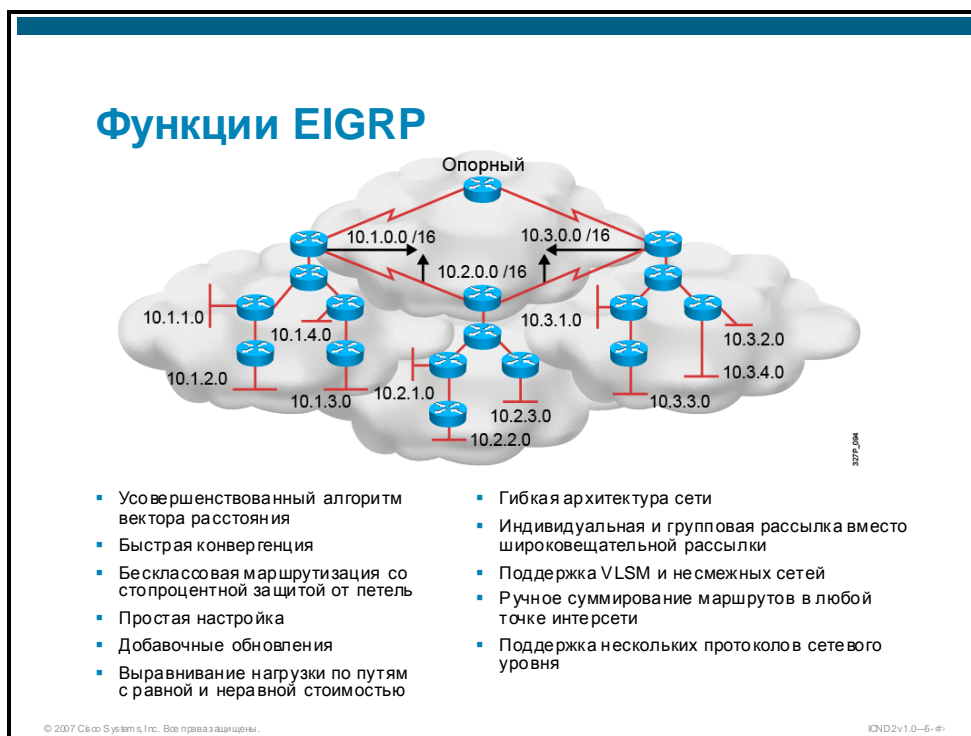 Функции EIGRP
Опорный
10.1.0.0 /16
10.3.0.0 /16
10.2.0.0 /16
10.1.1.0
10.1.4.0
10.1.2.0
10.1.3.0
10.2.1.0
10.2.3.0
10.2.2.0
10.3.1.0
10.3.2.0
10.3.4.0
10.3.3.0
327P_094
▪ Усовершенствованный алгоритм
вектора расстояния
▪ Быстрая конвергенция
▪ Бесклассовая маршрутизация со
стопроцентной защитой от петель
▪ Простая настройка
▪ Добавочные обновления
▪ Выравнивание нагрузки по путям
с равной и неравной стоимостью
▪ Гибкая архитектура сети
▪ Индивидуальная и групповая рассылка вместо
широковещательной рассылки
▪ Поддержка VLSM и несмежных сетей
▪ Ручное суммирование маршрутов в любой
точке интерсети
▪ Поддержка нескольких протоколов сетевого
уровня
© 2007 Cisco Systems, Inc. Все права защищены.
ICND2 v1.0—5-‹#›